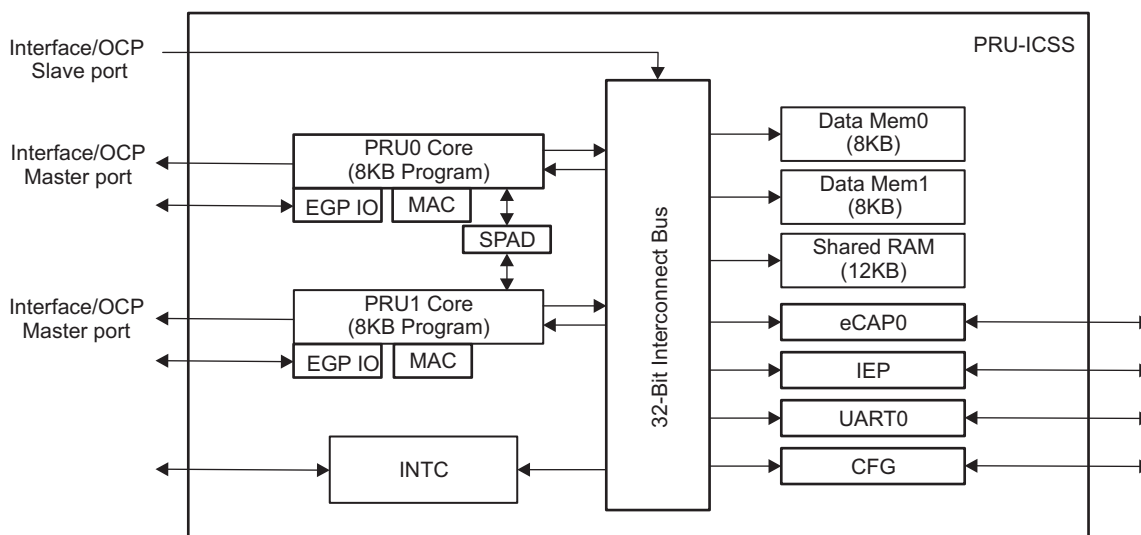 Interface/OCP
Slave port
PRU-ICSS
Interface/OCP
Master port
PRU0 Core
(8KB Program)
EGP IO
MAC
SPAD
Interface/OCP
Master port
PRU1 Core
(8KB Program)
EGP IO
MAC
INTC
32-Bit Interconnect Bus
Data Mem0
(8KB)
Data Mem1
(8KB)
Shared RAM
(12KB)
eCAP0
IEP
UART0
CFG